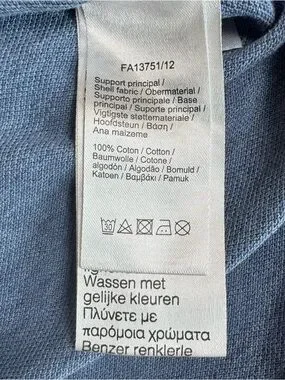 FA13751/12
Support principal /
Shell fabric / Obermaterial /
Supporto principale / Base
principal / Suporte principal /
Vigtigste støttemateriale /
Hoofdsteun / Βάση /
Ana malzeme
100% Coton / Cotton /
Baumwolle / Cotone /
algodón / Algodão / Bomuld /
Katoen / Βαμβάκι / Pamuk
30
Wassen met
gelijke kleuren
Πλύνετε με
παρόμοια χρώματα
Benzer renklerle